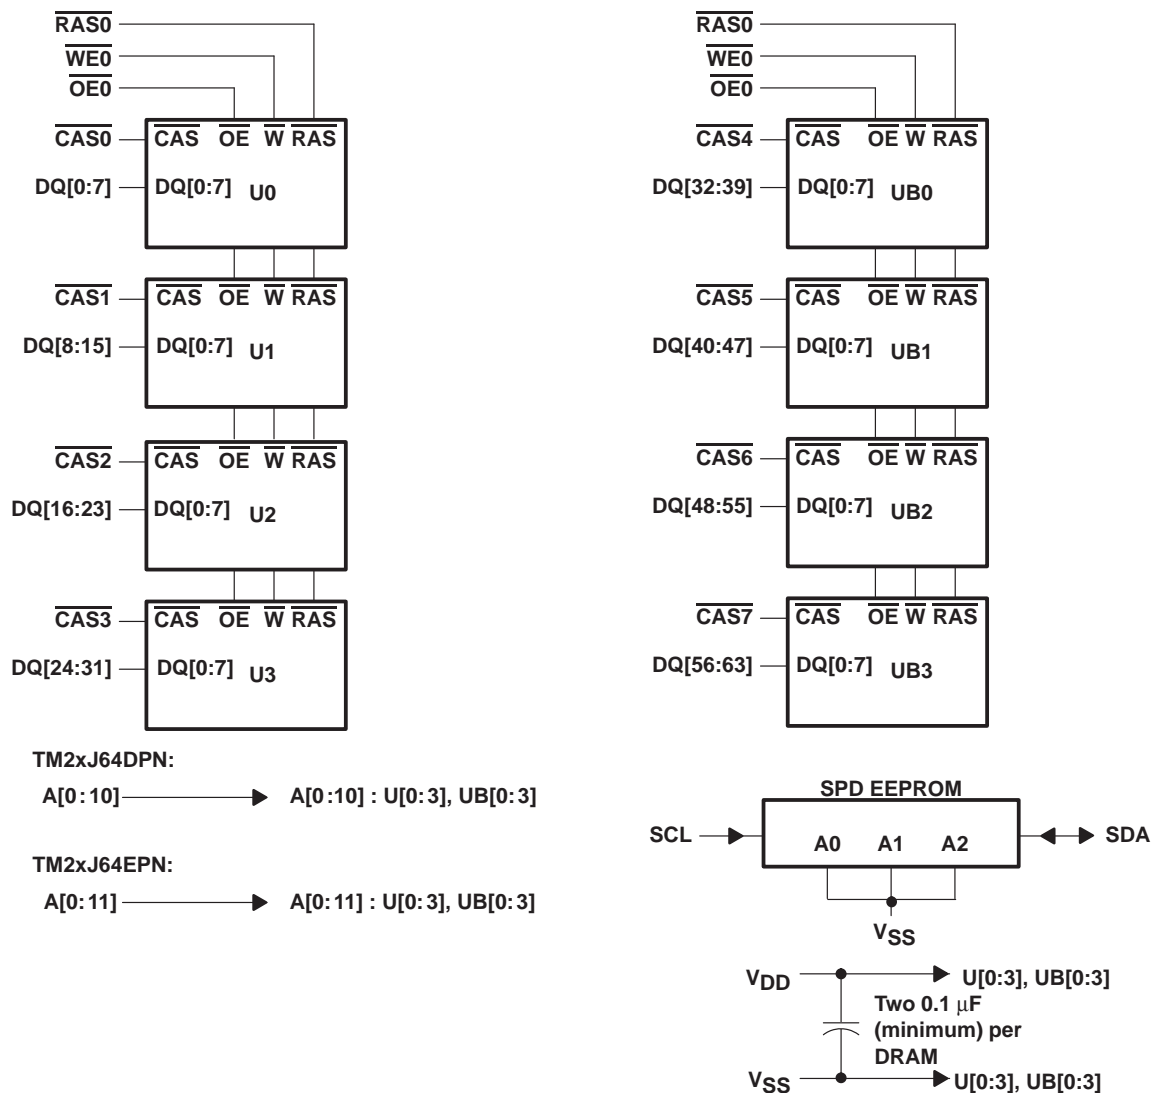 RAS0
WE0
OE0
CAS0
CAS OE W RAS
DQ[0:7]
DQ[0:7] U0
CAS1
CAS OE W RAS
DQ[8:15]
DQ[0:7] U1
CAS2
CAS OE W RAS
DQ[16:23]
DQ[0:7] U2
CAS3
CAS OE W RAS
DQ[24:31]
DQ[0:7] U3
RAS0
WE0
OE0
CAS4
CAS OE W RAS
DQ[32:39]
DQ[0:7] UB0
CAS5
CAS OE W RAS
DQ[40:47]
DQ[0:7] UB1
CAS6
CAS OE W RAS
DQ[48:55]
DQ[0:7] UB2
CAS7
CAS OE W RAS
DQ[56:63]
DQ[0:7] UB3
TM2xJ64DPN:
A[0:10] A[0:10] : U[0:3], UB[0:3]
TM2xJ64EPN:
A[0:11] A[0:11] : U[0:3], UB[0:3]
SPD EEPROM
SCL A0 A1 A2 SDA
VSS
VDD U[0:3], UB[0:3]
Two 0.1 μF
(minimum) per
DRAM
VSS U[0:3], UB[0:3]